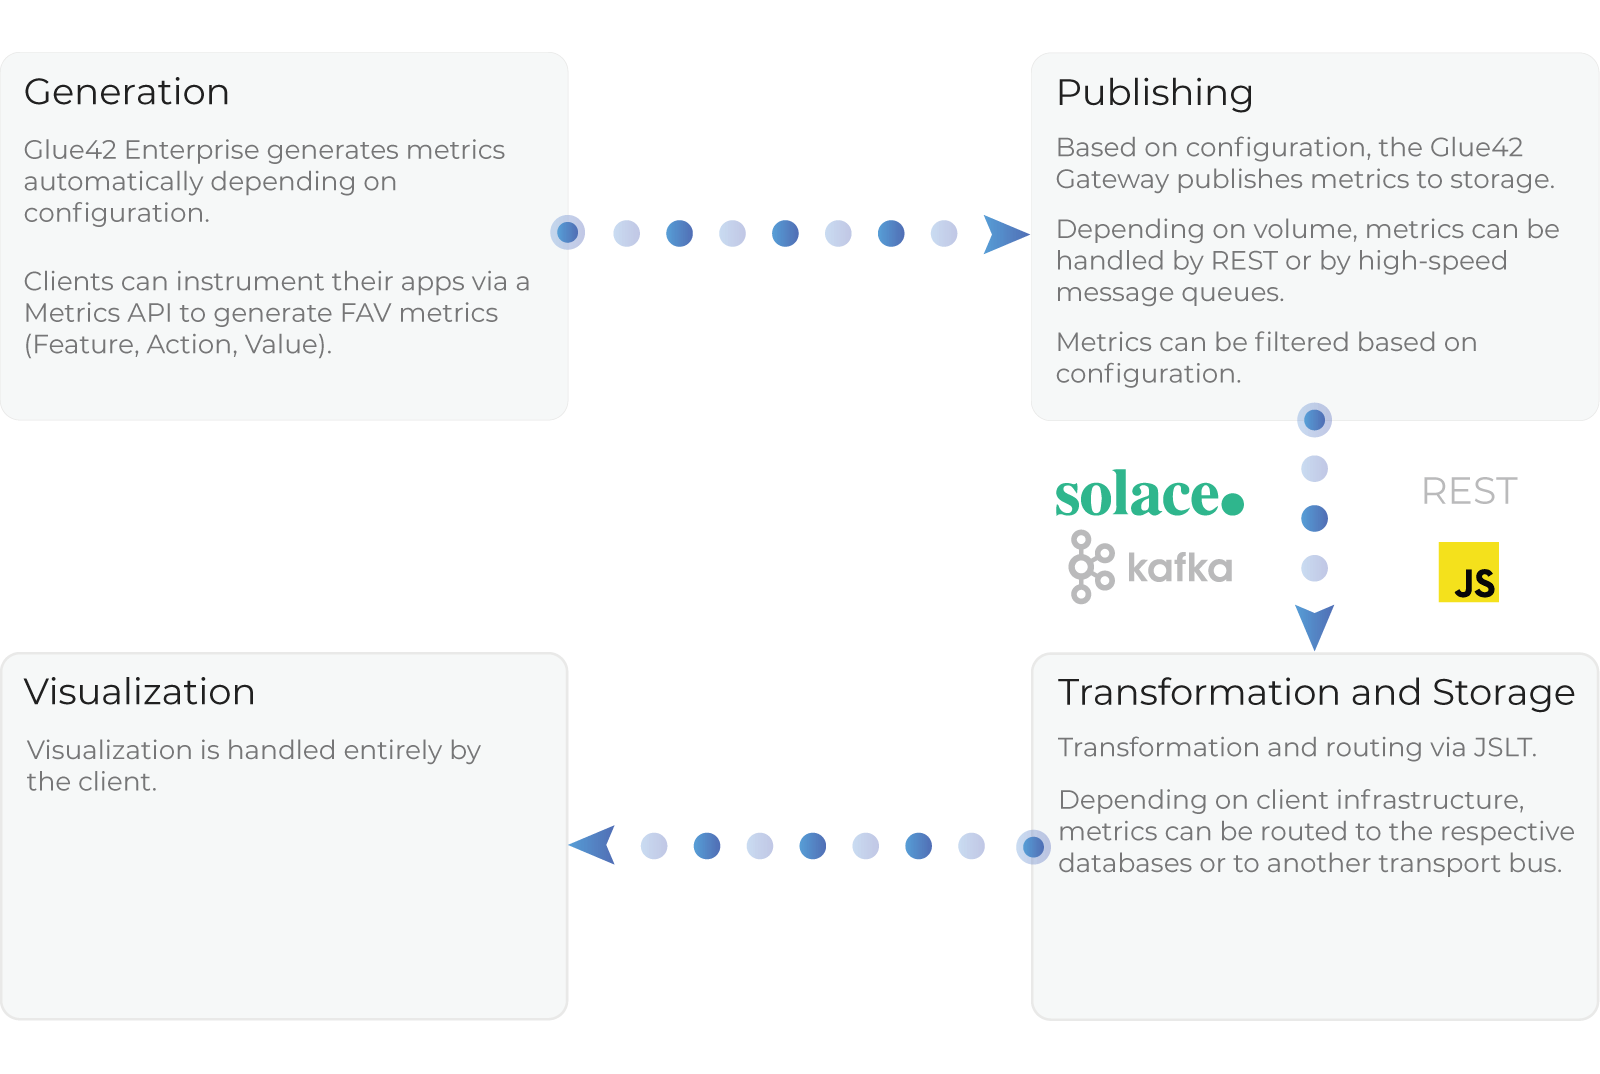 Generation
Glue42 Enterprise generates metrics
automatically depending on
configuration.
Clients can instrument their apps via a
Metrics API to generate FAV metrics
(Feature, Action, Value).
Publishing
Based on configuration, the Glue42
Gateway publishes metrics to storage.
Depending on volume, metrics can be
handled by REST or by high-speed
message queues.
Metrics can be filtered based on
configuration.
solace.
kafka
REST
JS
Transformation and Storage
Transformation and routing via JSLT.
Depending on client infrastructure,
metrics can be routed to the respective
databases or to another transport bus.
Visualization
Visualization is handled entirely by
the client.